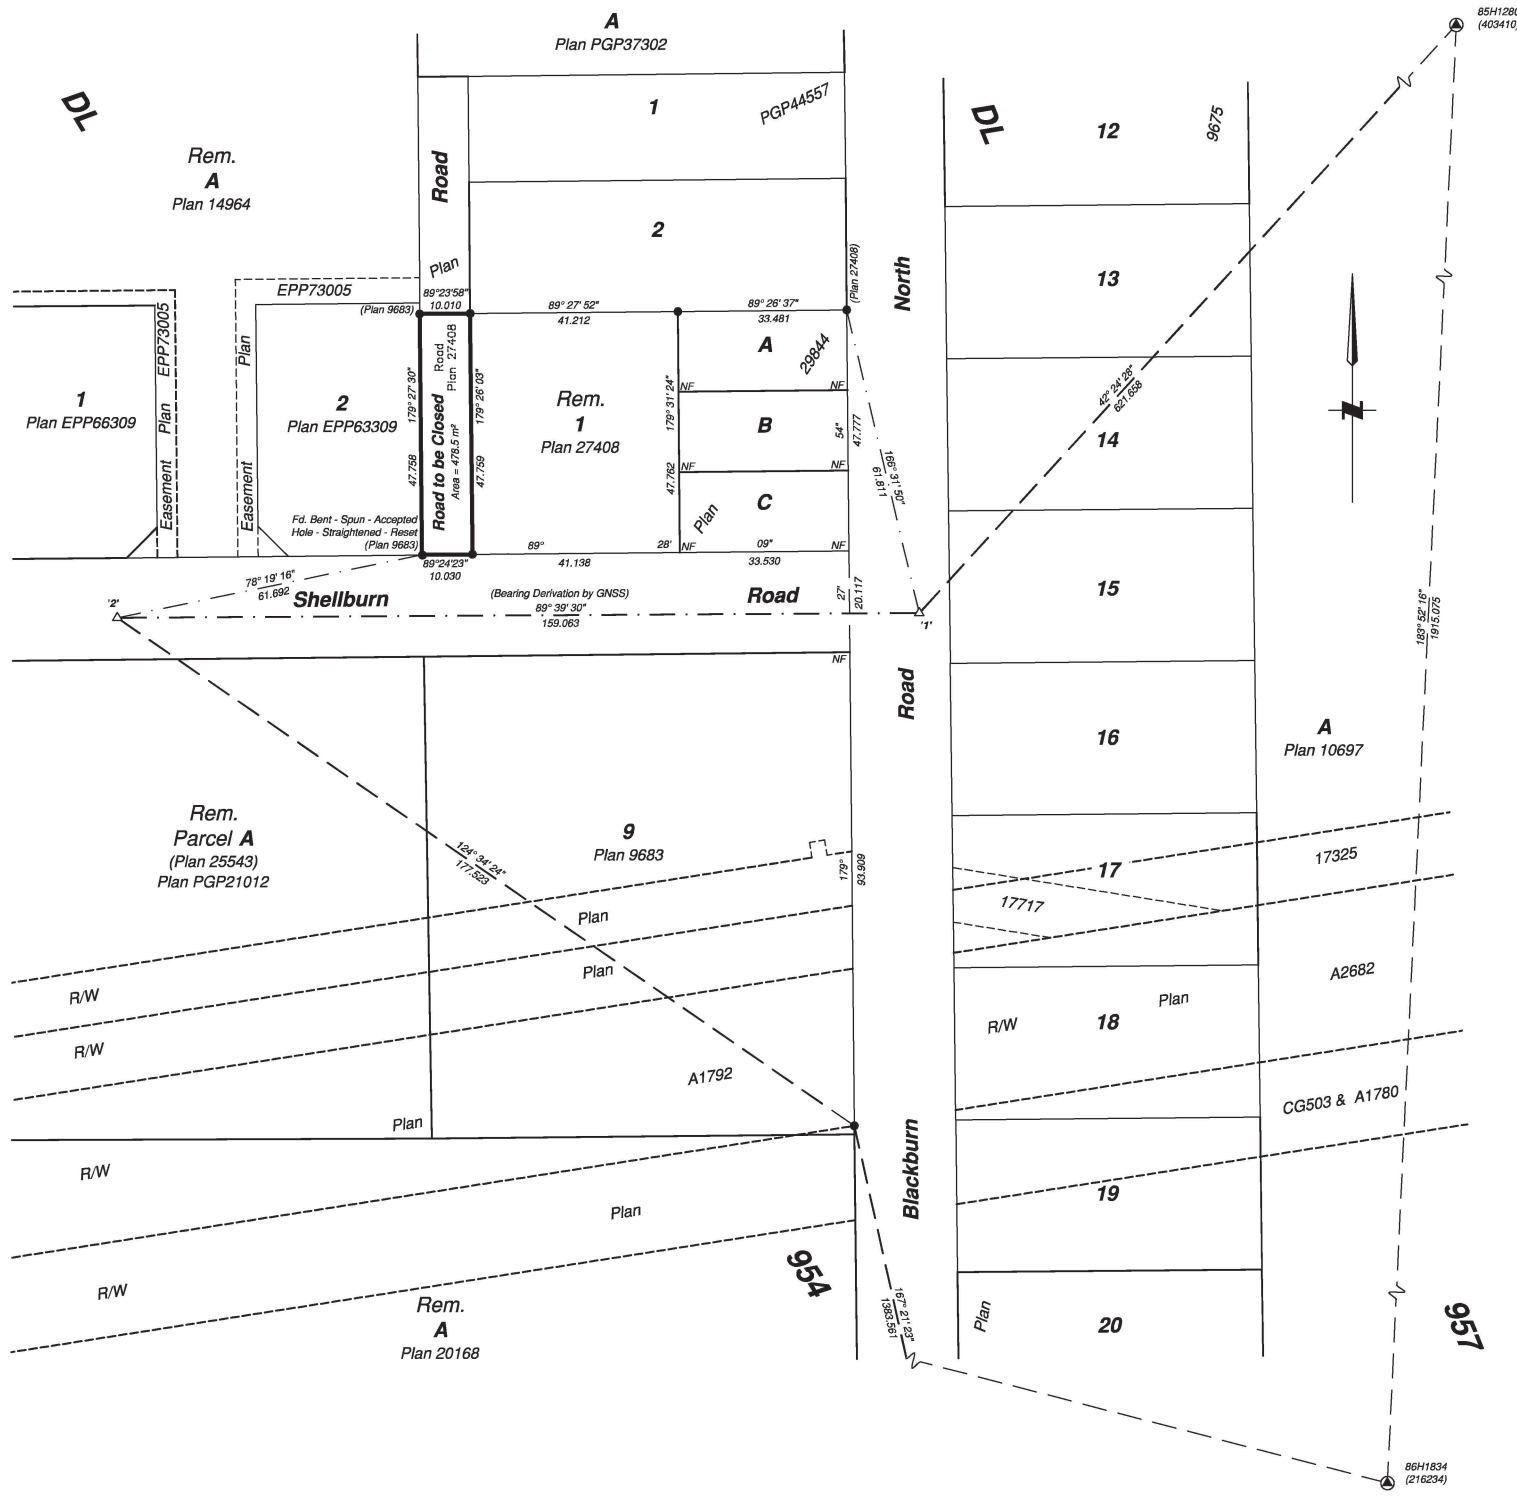 A
Plan PGP37302
85H1280
(403410)
DL
Rem.
A
Plan 14964
Road
Plan
1
PGP44557
2
(Plan 27408)
North
DL
12
9675
13
EPP73005
(Plan 9683)
89°23'58"
10.010
89° 27' 52"
41.212
89° 26' 37"
33.481
1
Plan EPP66309
Easement Plan EPP73005
Easement Plan
2
Plan EPP63309
179° 27' 30"
47.758
Road to be Closed
Area = 478.5 m²
Road
Plan 27408
179° 26' 03"
47.759
Rem.
1
Plan 27408
179° 31' 24"
47.762
A
29844
NF
NF
B
54"
47.777
NF
NF
C
Plan
166° 31' 50"
61.811
42° 24' 28"
621.658
14
Fd. Bent - Spun - Accepted
Hole - Straightened - Reset
(Plan 9683)
89°24'23"
10.030
89°
41.138
28'
NF
09"
33.530
NF
78° 19' 16"
61.692
'2'
Shellburn
(Bearing Derivation by GNSS)
89° 39' 30"
159.063
Road
27"
20.117
'1'
15
183° 52' 16"
1915.075
NF
Road
16
A
Plan 10697
Rem.
Parcel A
(Plan 25543)
Plan PGP21012
124° 34' 24"
177.523
9
Plan 9683
179°
93.909
17
17325
17717
Plan
Plan
R/W
R/W
A2682
Plan
R/W
18
A1792
CG503 & A1780
Plan
R/W
Blackburn
19
Plan
R/W
954
167° 21' 23"
1383.561
Rem.
A
Plan 20168
Plan
20
957
86H1834
(216234)